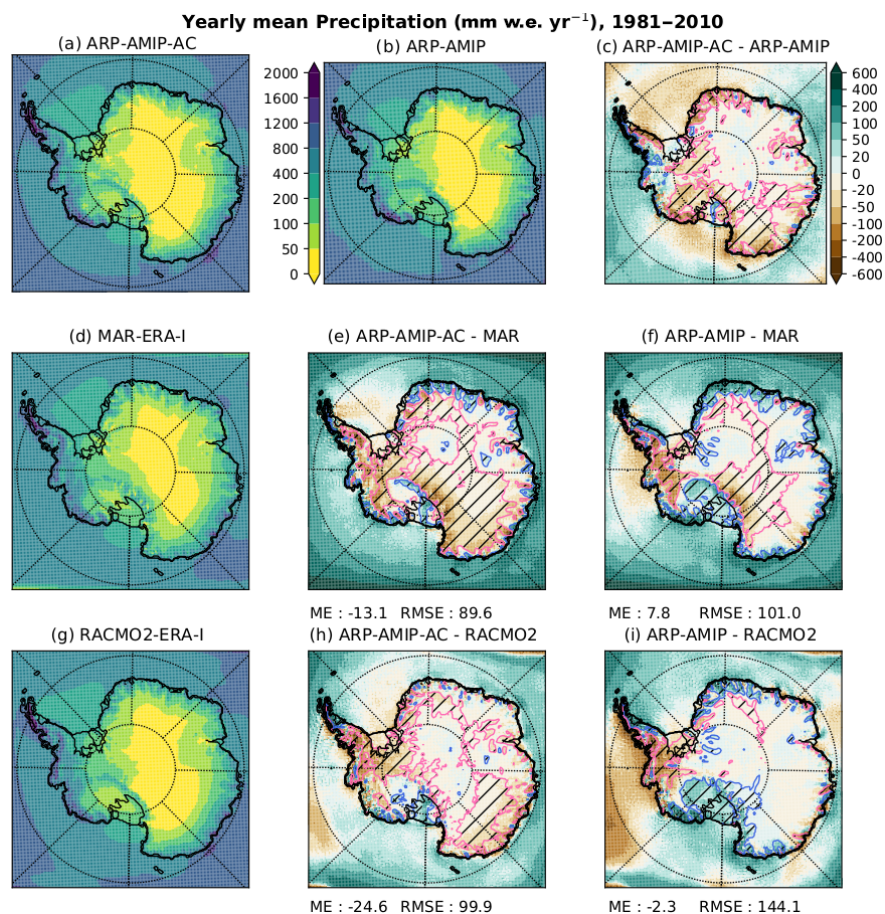 Yearly mean Precipitation (mm w.e. yr⁻¹), 1981–2010
(a) ARP-AMIP-AC
(b) ARP-AMIP
(c) ARP-AMIP-AC - ARP-AMIP
2000
1600
1200
800
400
200
100
50
0
600
400
200
100
50
20
0
-20
-50
-100
-200
-400
-600
(d) MAR-ERA-I
(e) ARP-AMIP-AC - MAR
(f) ARP-AMIP - MAR
ME : -13.1 RMSE : 89.6
ME : 7.8 RMSE : 101.0
(g) RACMO2-ERA-I
(h) ARP-AMIP-AC - RACMO2
(i) ARP-AMIP - RACMO2
ME : -24.6 RMSE : 99.9
ME : -2.3 RMSE : 144.1